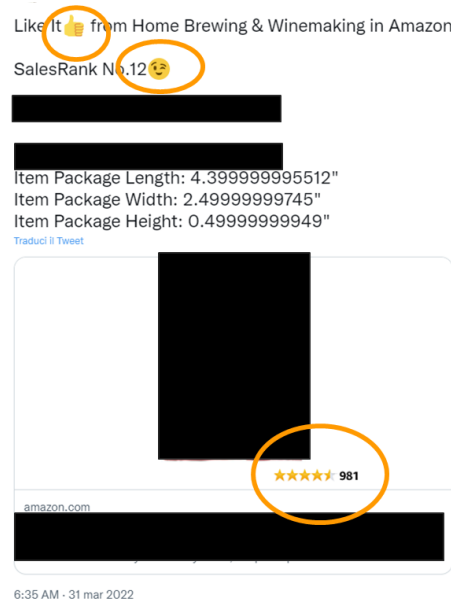 Like It👍 from Home Brewing & Winemaking in Amazon
SalesRank No.12😉
Item Package Length: 4.399999995512"
Item Package Width: 2.49999999745"
Item Package Height: 0.49999999949"
Traduci il Tweet
981
amazon.com
6:35 AM · 31 mar 2022